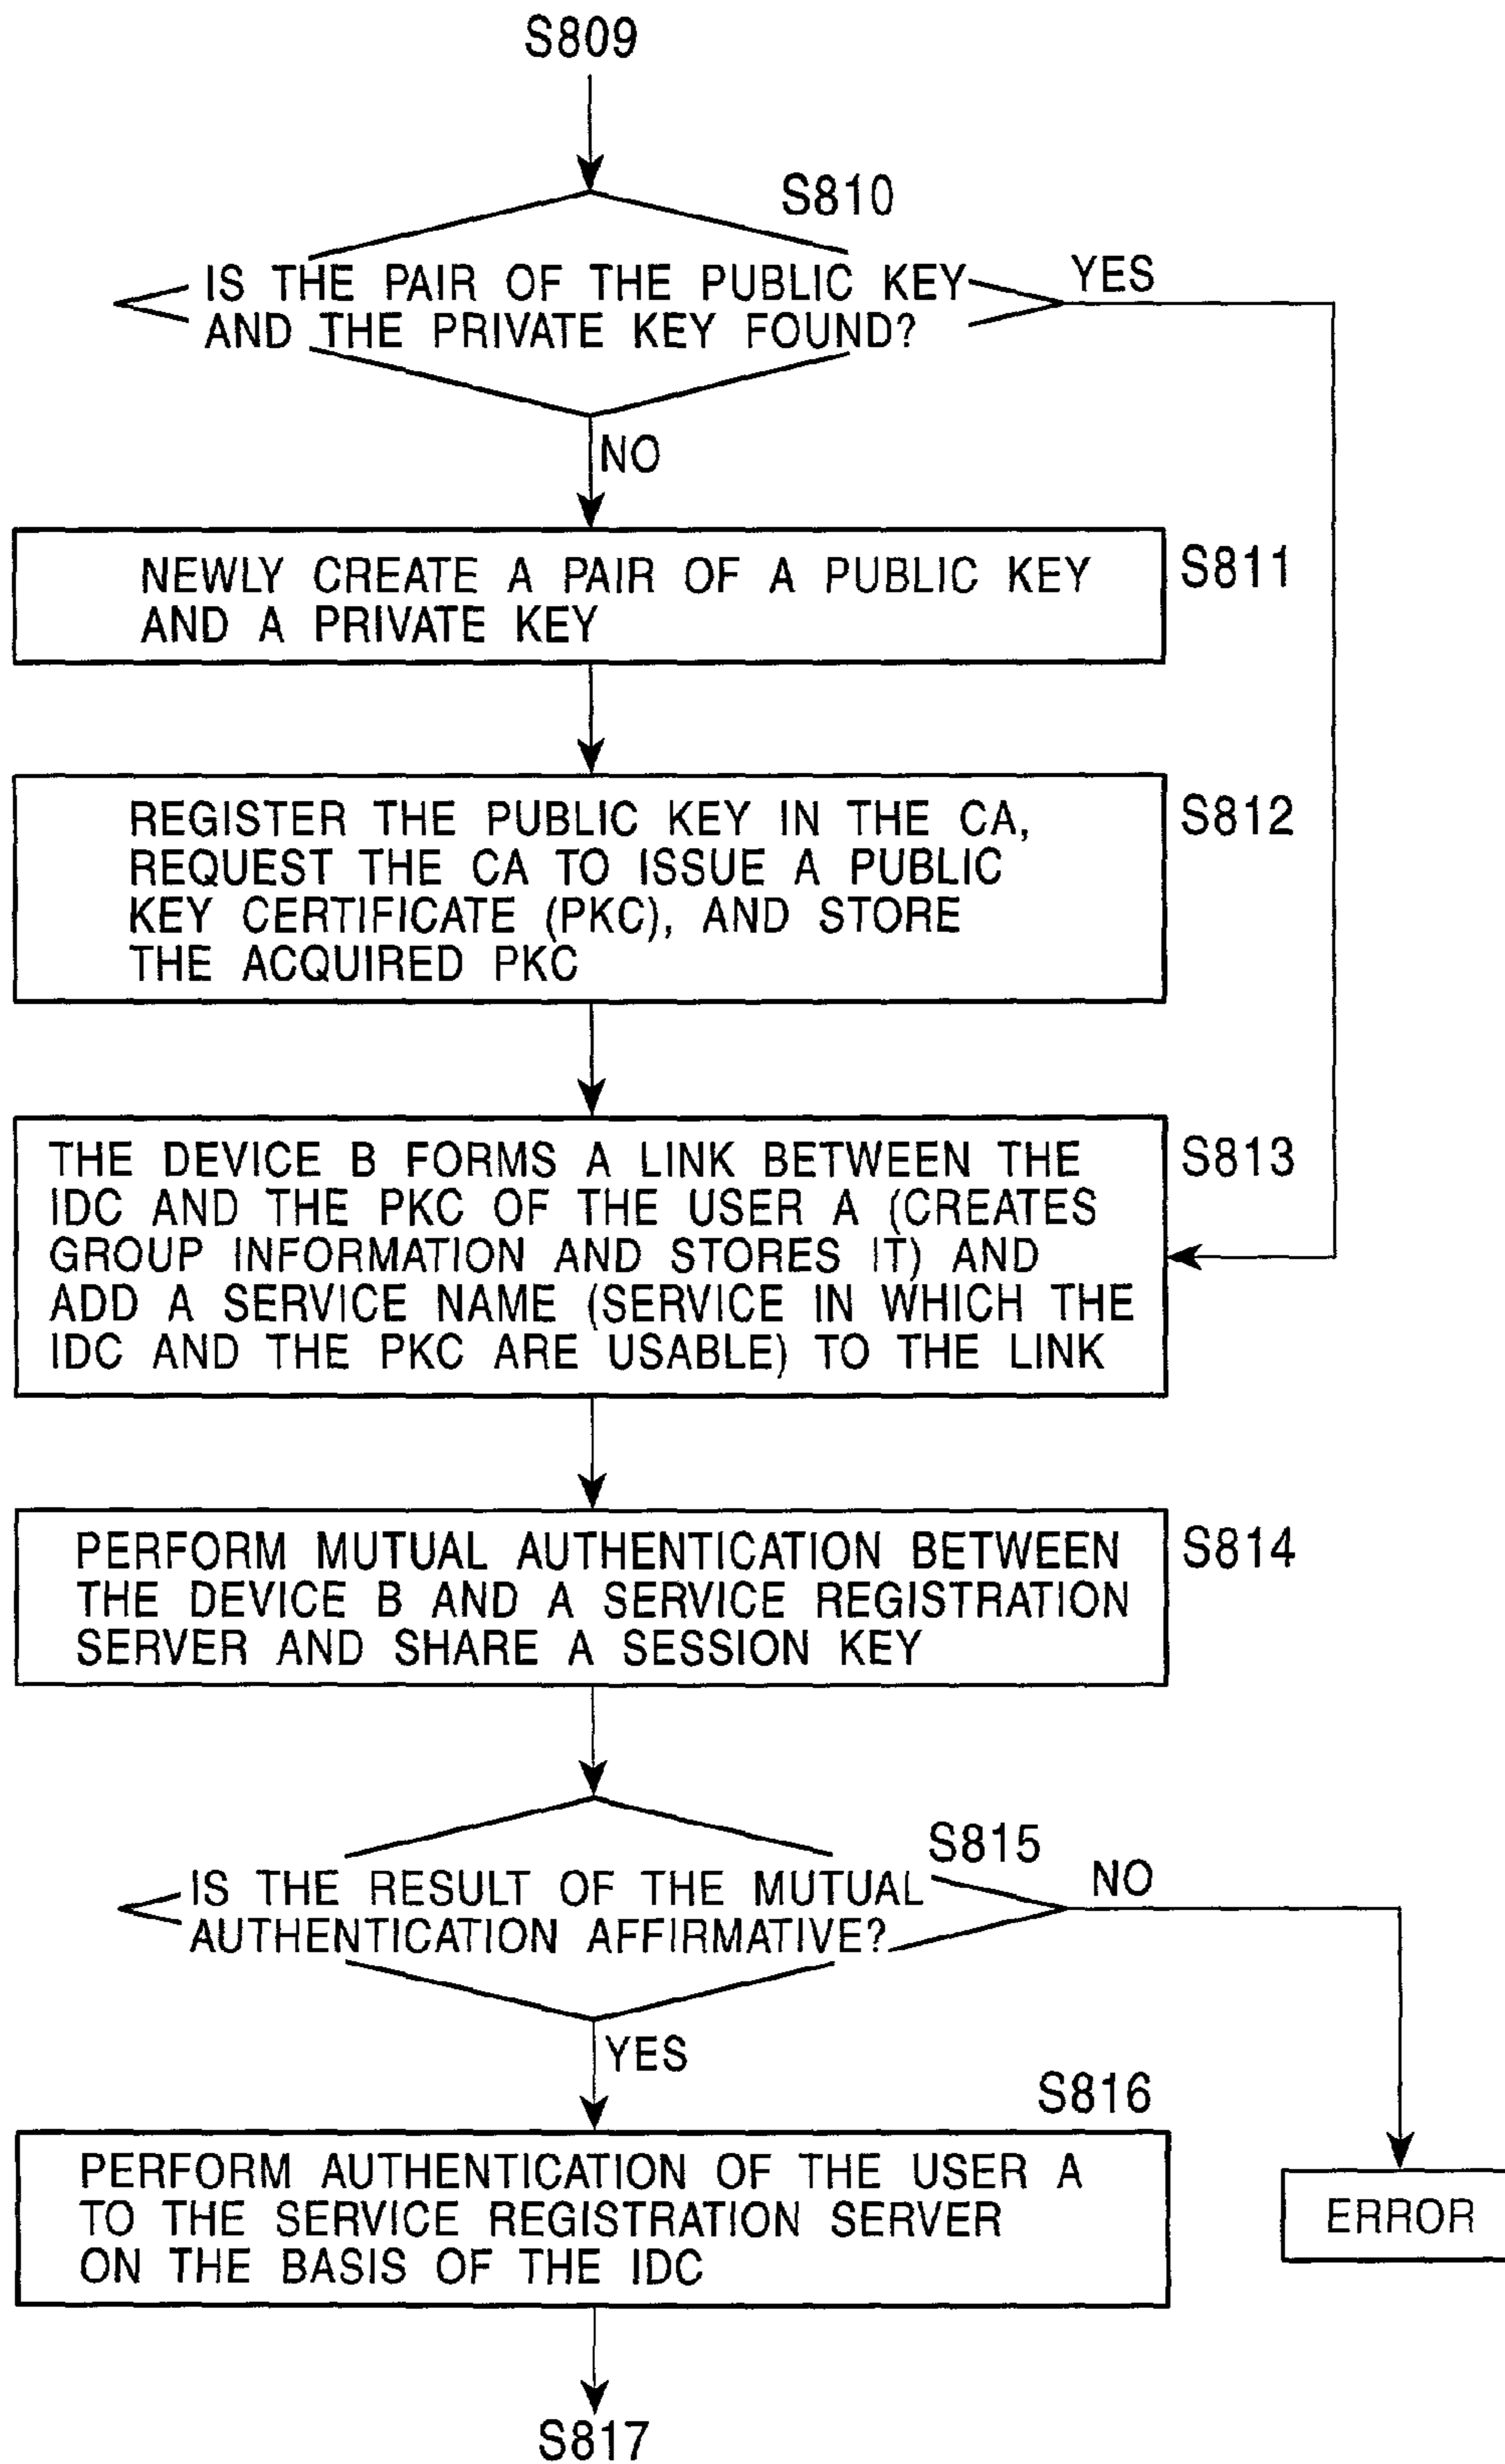 S809
S810
IS THE PAIR OF THE PUBLIC KEY
AND THE PRIVATE KEY FOUND?
YES
NO
NEWLY CREATE A PAIR OF A PUBLIC KEY
AND A PRIVATE KEY
S811
REGISTER THE PUBLIC KEY IN THE CA,
REQUEST THE CA TO ISSUE A PUBLIC
KEY CERTIFICATE (PKC), AND STORE
THE ACQUIRED PKC
S812
THE DEVICE B FORMS A LINK BETWEEN THE
IDC AND THE PKC OF THE USER A (CREATES
GROUP INFORMATION AND STORES IT) AND
ADD A SERVICE NAME (SERVICE IN WHICH THE
IDC AND THE PKC ARE USABLE) TO THE LINK
S813
PERFORM MUTUAL AUTHENTICATION BETWEEN
THE DEVICE B AND A SERVICE REGISTRATION
SERVER AND SHARE A SESSION KEY
S814
S815
IS THE RESULT OF THE MUTUAL
AUTHENTICATION AFFIRMATIVE?
NO
YES
S816
PERFORM AUTHENTICATION OF THE USER A
TO THE SERVICE REGISTRATION SERVER
ON THE BASIS OF THE IDC
ERROR
S817